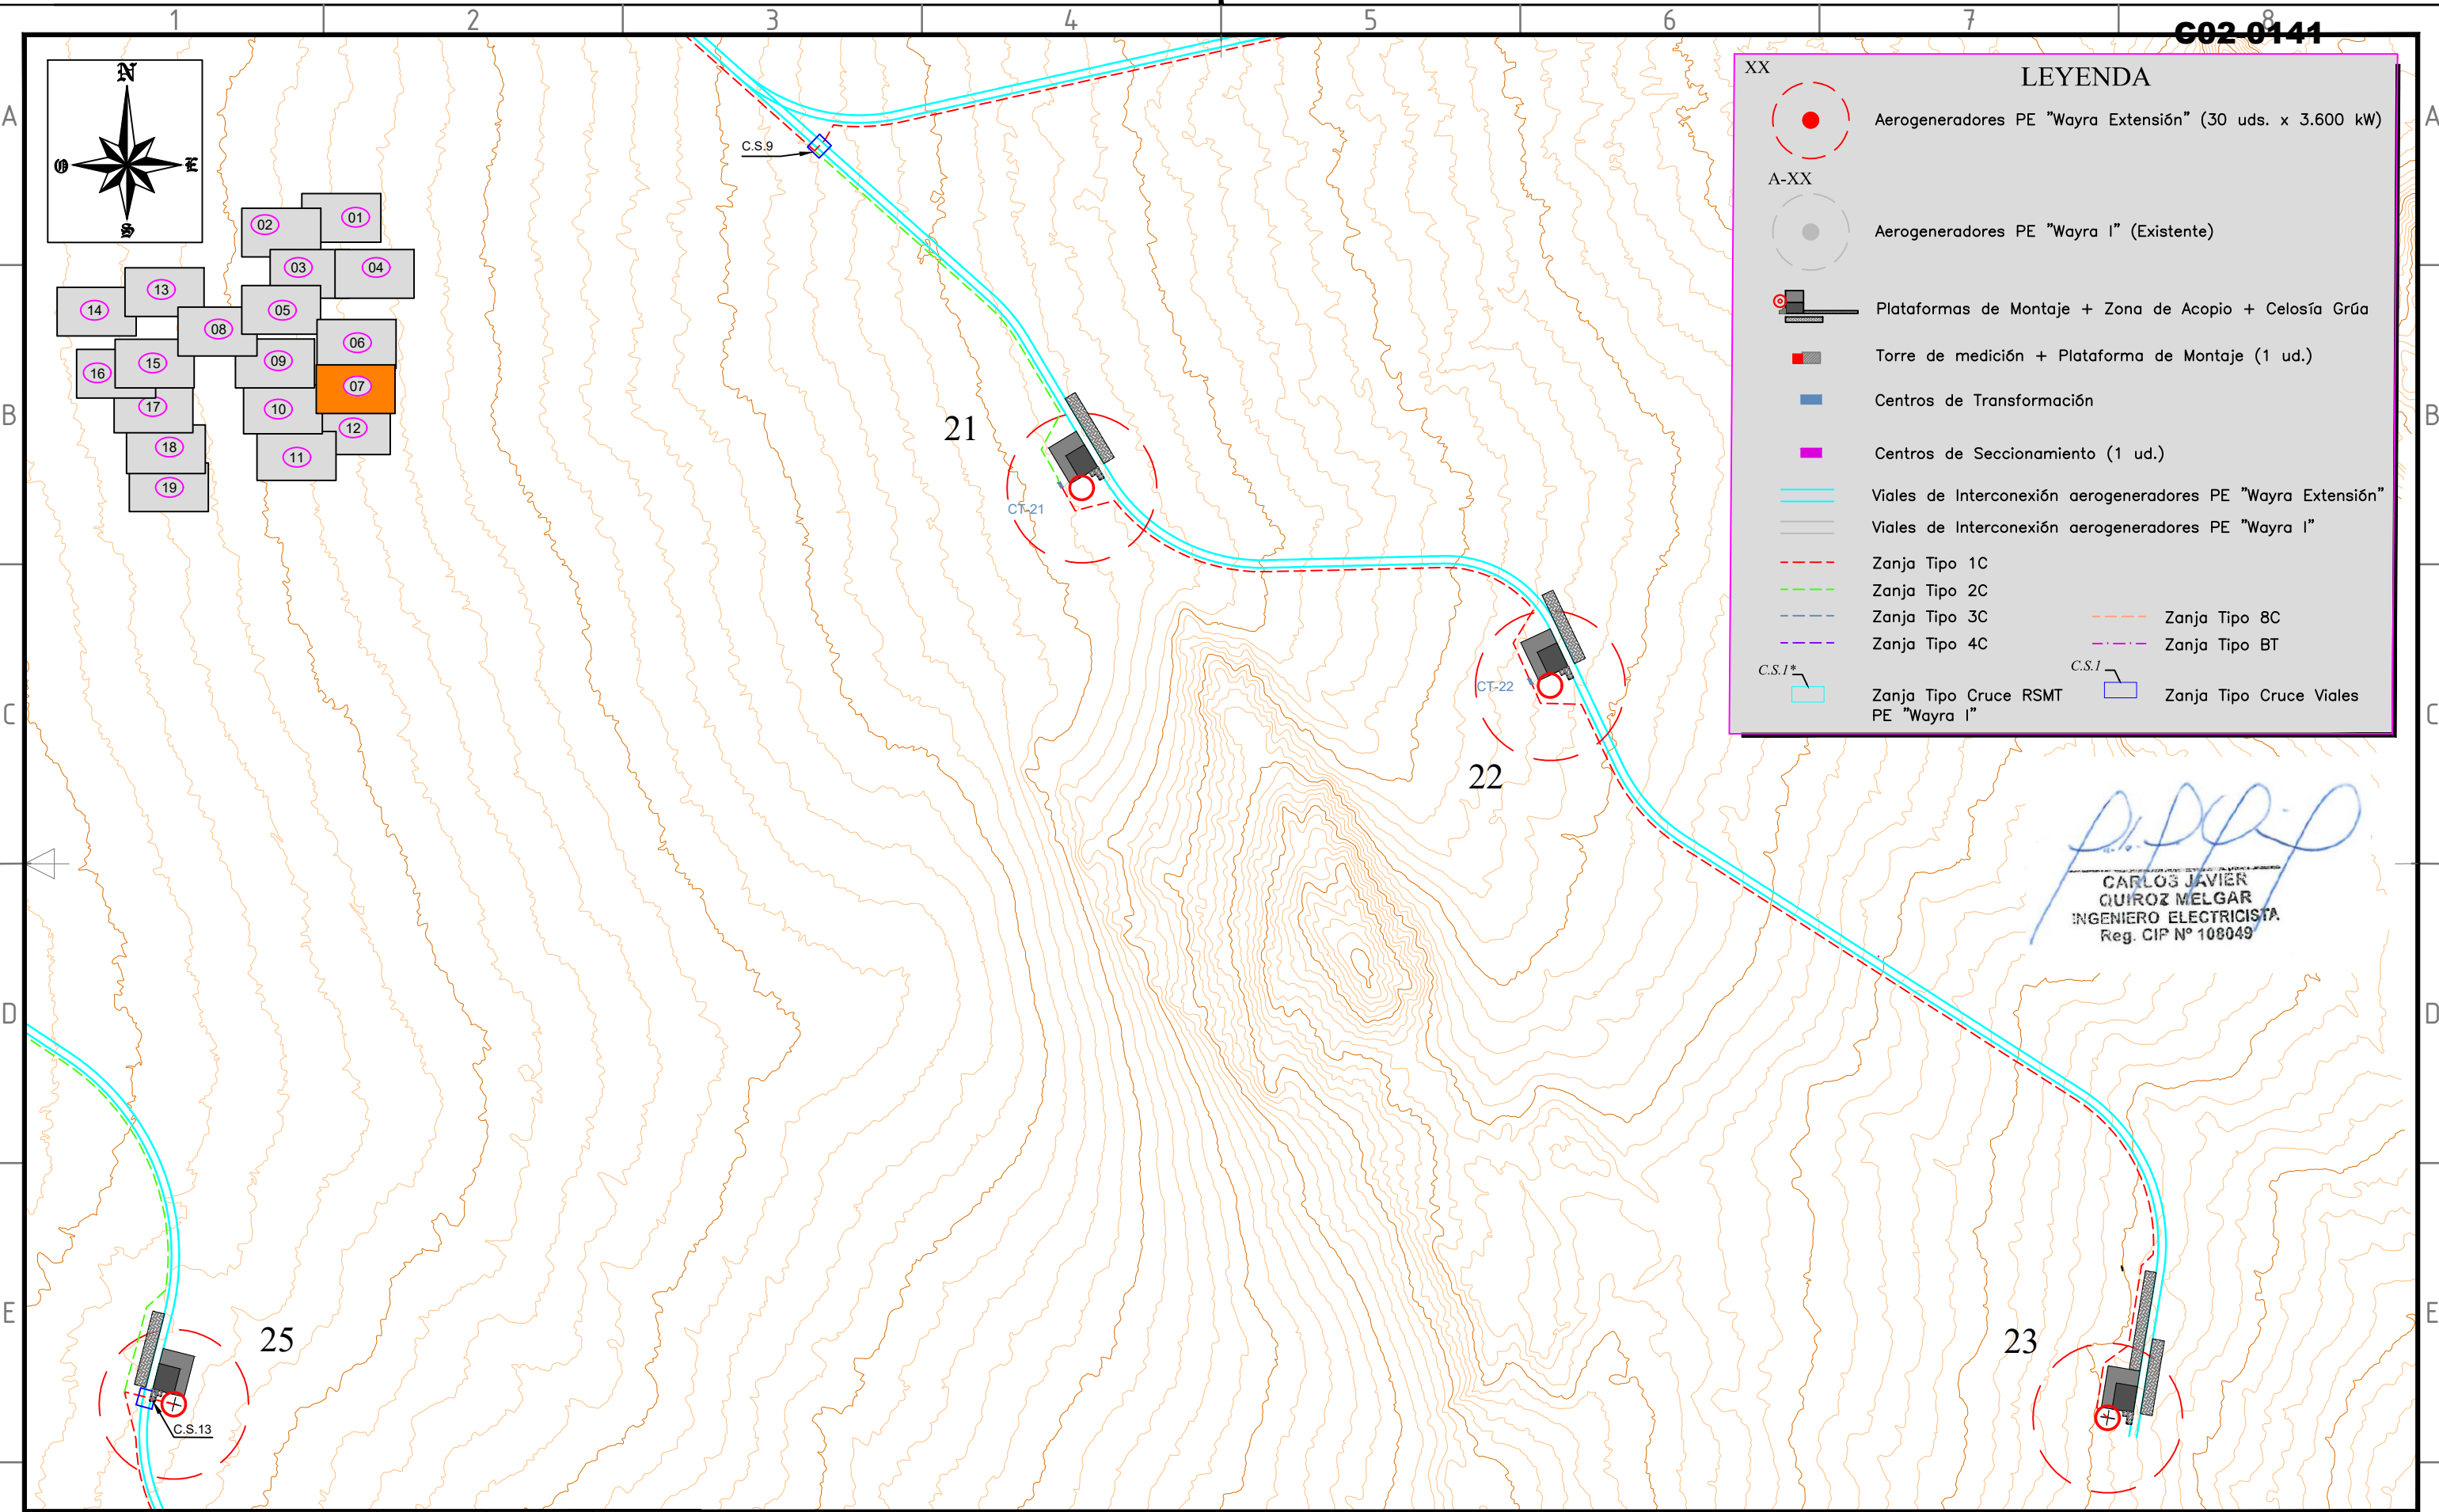 1 2 3 4 5 6 7 8
C02-0141
A A
B B
C C
D D
E E
N
O E
S
01
02
03
04
05
06
07
08
09
10
11
12
13
14
15
16
17
18
19
C.S.9
21
CT-21
22
CT-22
23
25
C.S.13
LEYENDA
XX
Aerogeneradores PE "Wayra Extensión" (30 uds. x 3.600 kW)
A-XX
Aerogeneradores PE "Wayra I" (Existente)
Plataformas de Montaje + Zona de Acopio + Celosía Grúa
Torre de medición + Plataforma de Montaje (1 ud.)
Centros de Transformación
Centros de Seccionamiento (1 ud.)
Viales de Interconexión aerogeneradores PE "Wayra Extensión"
Viales de Interconexión aerogeneradores PE "Wayra I"
Zanja Tipo 1C
Zanja Tipo 2C
Zanja Tipo 3C
Zanja Tipo 4C
Zanja Tipo 8C
Zanja Tipo BT
C.S.1*
Zanja Tipo Cruce RSMT
PE "Wayra I"
C.S.1
Zanja Tipo Cruce Viales
CARLOS JAVIER
QUIROZ MELGAR
INGENIERO ELECTRICISTA
Reg. CIP Nº 108049